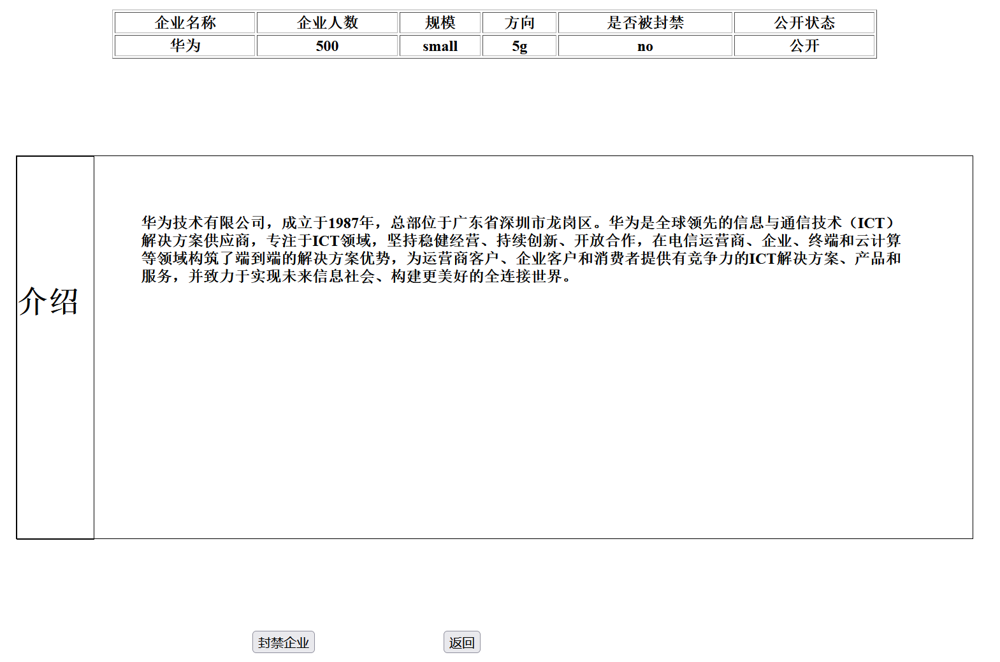 企业名称 企业人数 规模 方向 是否被封禁 公开状态
华为 500 small 5g no 公开
华为技术有限公司，成立于1987年，总部位于广东省深圳市龙岗区。华为是全球领先的信息与通信技术（ICT）
解决方案供应商，专注于ICT领域，坚持稳健经营、持续创新、开放合作，在电信运营商、企业、终端和云计算
等领域构筑了端到端的解决方案优势，为运营商客户、企业客户和消费者提供有竞争力的ICT解决方案、产品和
服务，并致力于实现未来信息社会、构建更美好的全连接世界。
介绍
封禁企业 返回